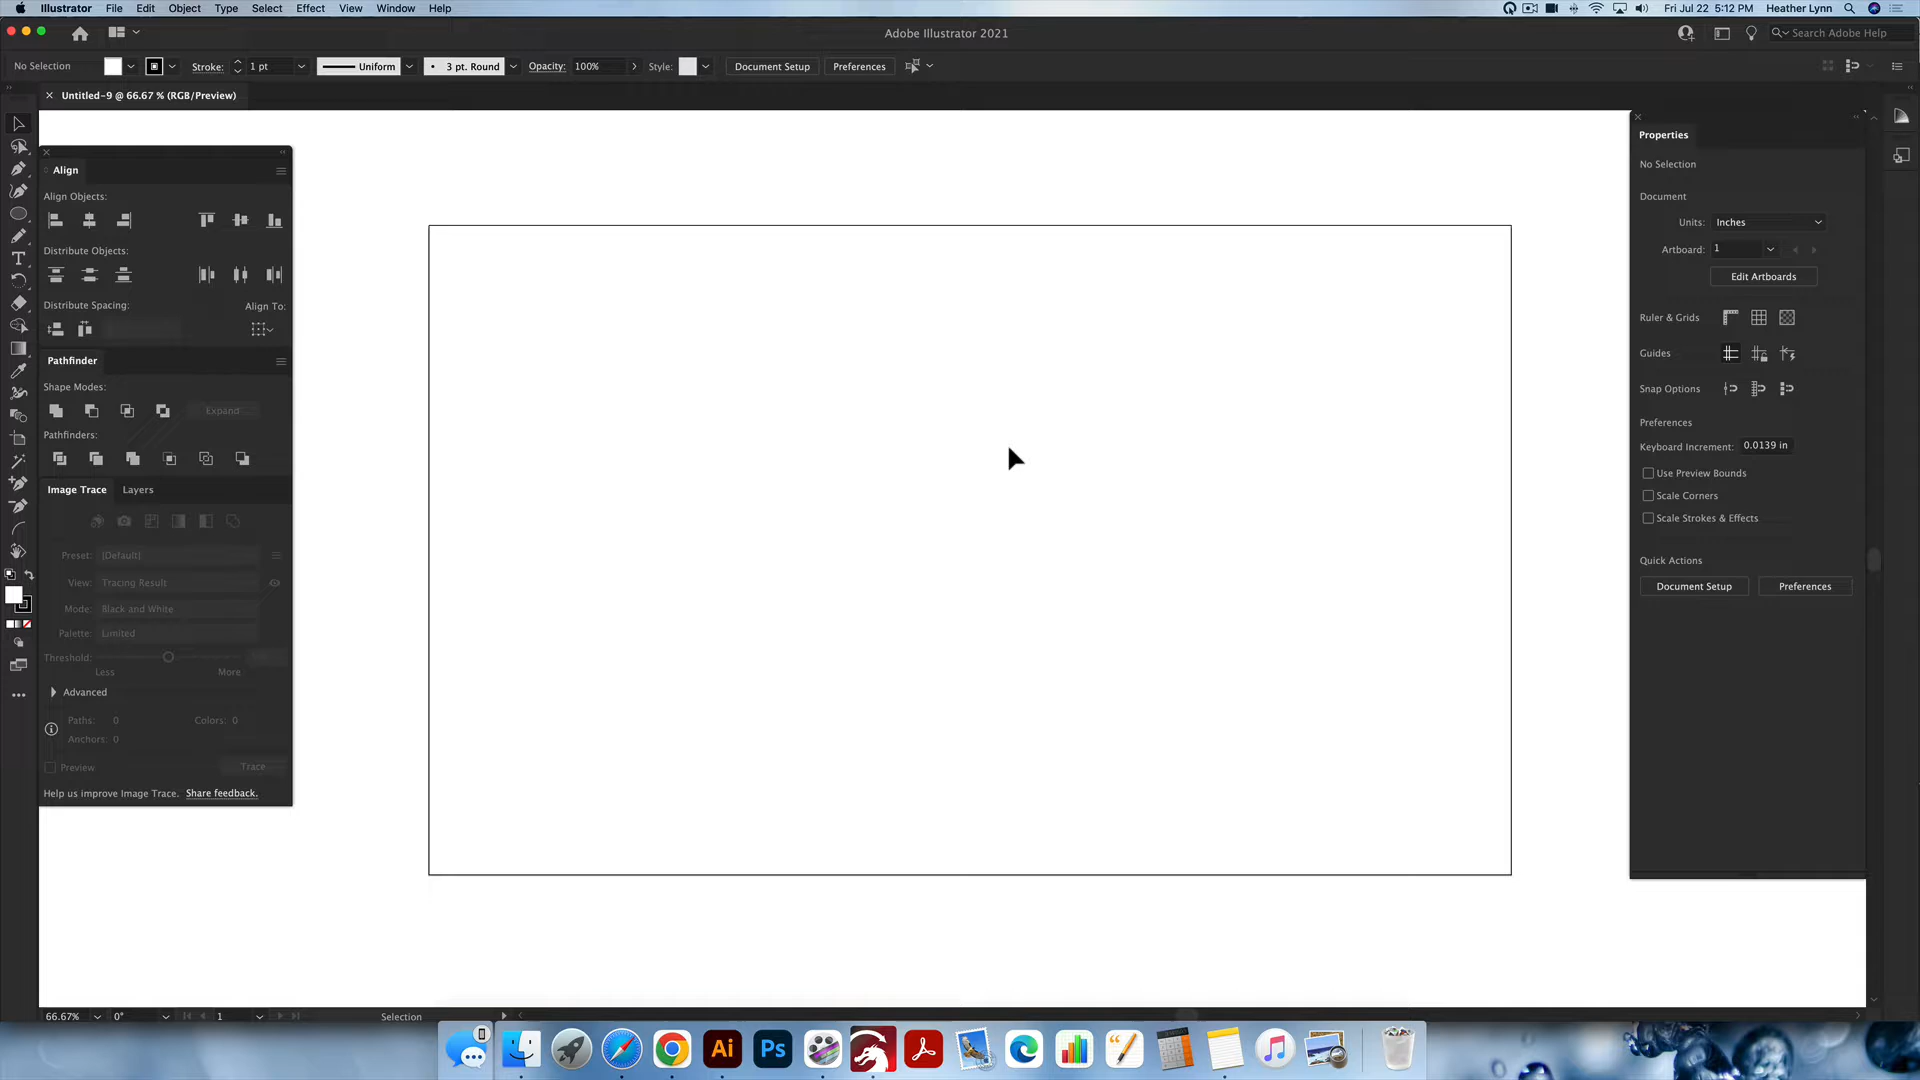 Illustrator File Edit Object Type Select Effect View Window Help Fri Jul 22 5:12 PM Heather Lynn
Adobe Illustrator 2021 Search Adobe Help
No Selection Stroke: 1 pt Uniform 3 pt. Round Opacity: 100% Style: Document Setup Preferences
Untitled-9 @ 66.67 % (RGB/Preview)
Align
Align Objects:
Distribute Objects:
Distribute Spacing: Align To:
Pathfinder
Shape Modes:
Expand
Pathfinders:
Image Trace Layers
Preset: [Default]
View: Tracing Result
Mode: Black and White
Palette: Limited
Threshold:
Less More
Advanced
Paths: 0 Colors: 0
Anchors: 0
Preview Trace
Help us improve Image Trace. Share feedback.
Properties
No Selection
Document
Units: Inches
Artboard: 1
Edit Artboards
Ruler & Grids
Guides
Snap Options
Preferences
Keyboard Increment: 0.0139 in
Use Preview Bounds
Scale Corners
Scale Strokes & Effects
Quick Actions
Document Setup Preferences
66.67% 0° 1 Selection
Ai Ps